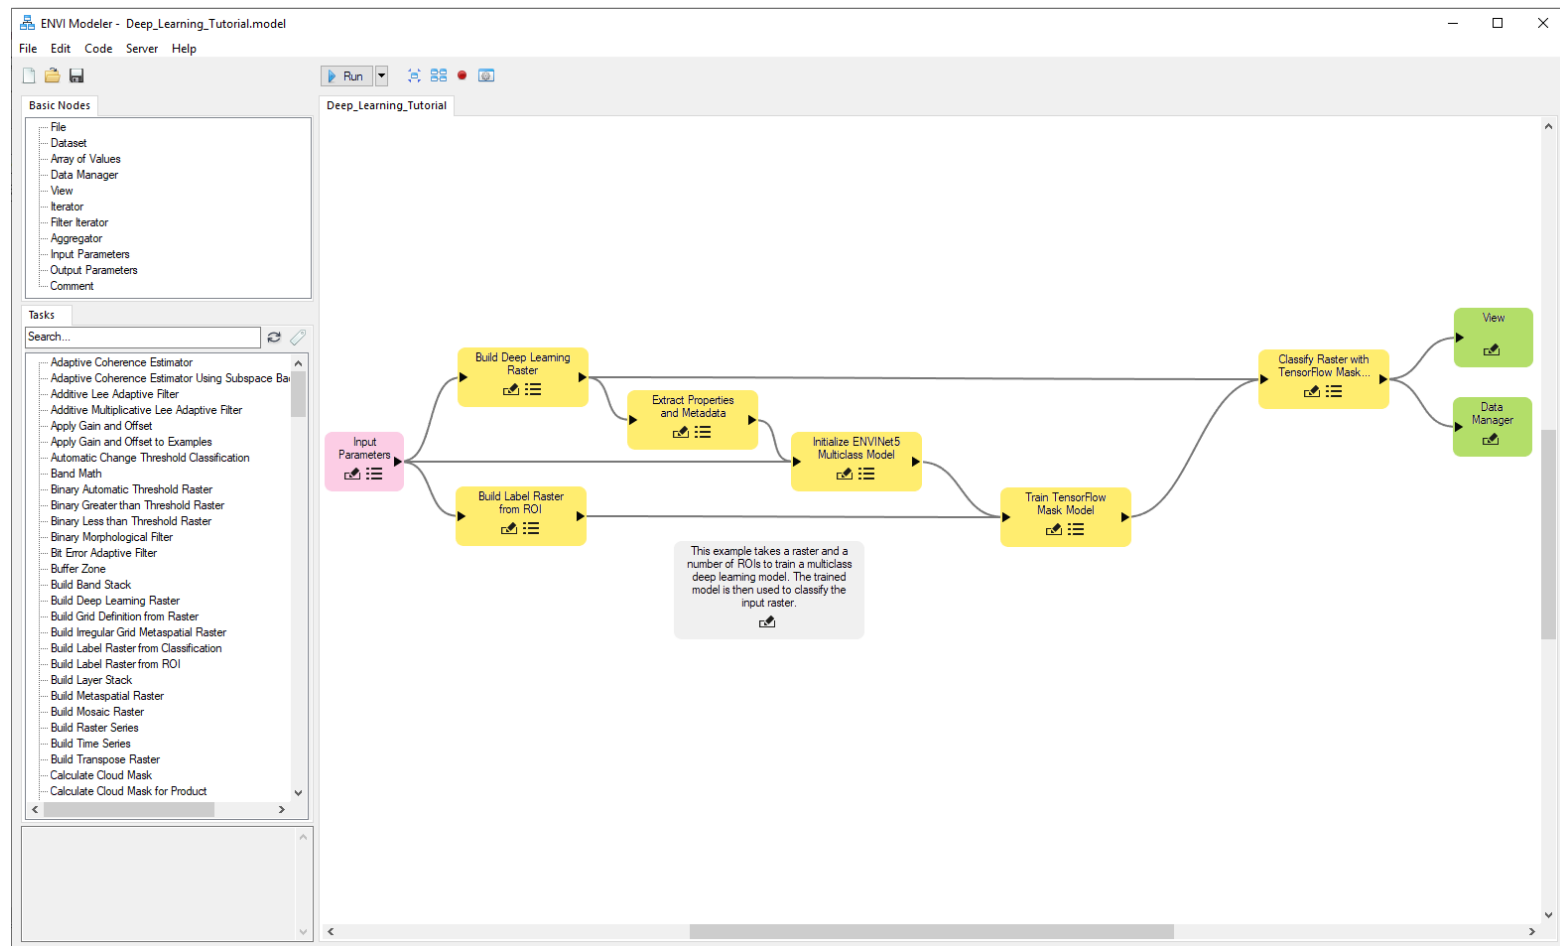 ENVI Modeler - Deep_Learning_Tutorial.model
File Edit Code Server Help
Run
Basic Nodes
File
Dataset
Array of Values
Data Manager
View
Iterator
Filter Iterator
Aggregator
Input Parameters
Output Parameters
Comment
Tasks
Search...
Adaptive Coherence Estimator
Adaptive Coherence Estimator Using Subspace Ba
Additive Lee Adaptive Filter
Additive Multiplicative Lee Adaptive Filter
Apply Gain and Offset
Apply Gain and Offset to Examples
Automatic Change Threshold Classification
Band Math
Binary Automatic Threshold Raster
Binary Greater than Threshold Raster
Binary Less than Threshold Raster
Binary Morphological Filter
Bit Error Adaptive Filter
Buffer Zone
Build Band Stack
Build Deep Learning Raster
Build Grid Definition from Raster
Build Irregular Grid Metaspatial Raster
Build Label Raster from Classification
Build Label Raster from ROI
Build Layer Stack
Build Metaspatial Raster
Build Mosaic Raster
Build Raster Series
Build Time Series
Build Transpose Raster
Calculate Cloud Mask
Calculate Cloud Mask for Product
Deep_Learning_Tutorial
Input
Parameters
Build Deep Learning
Raster
Extract Properties
and Metadata
Build Label Raster
from ROI
Initialize ENVINet5
Multiclass Model
Train TensorFlow
Mask Model
Classify Raster with
TensorFlow Mask...
View
Data
Manager
This example takes a raster and a
number of ROIs to train a multiclass
deep learning model. The trained
model is then used to classify the
input raster.